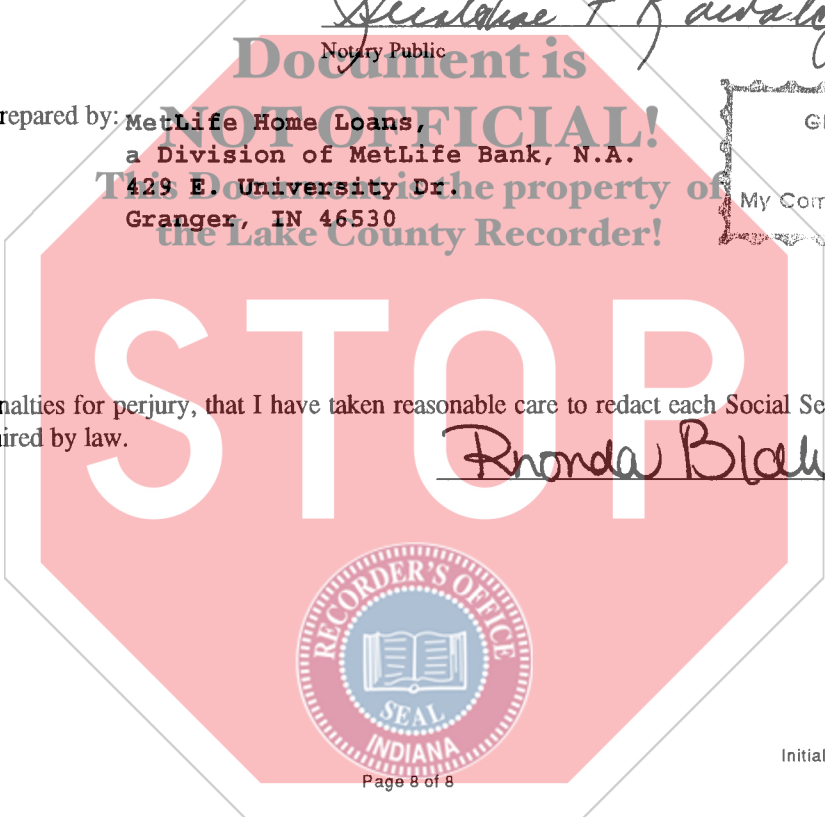 Notary Public
Document is
repared by: MetLife Home Loans,
NOT OFFICIAL!
a Division of MetLife Bank, N.A.
429 E. University Dr.
This Document is the property of
Granger, IN 46530
the Lake County Recorder!
My Com
STOP
nalties for perjury, that I have taken reasonable care to redact each Social Se
ired by law.
Rhonda
RECORDER'S OFFICE
SEAL
INDIANA
Initial
Page 8 of 8